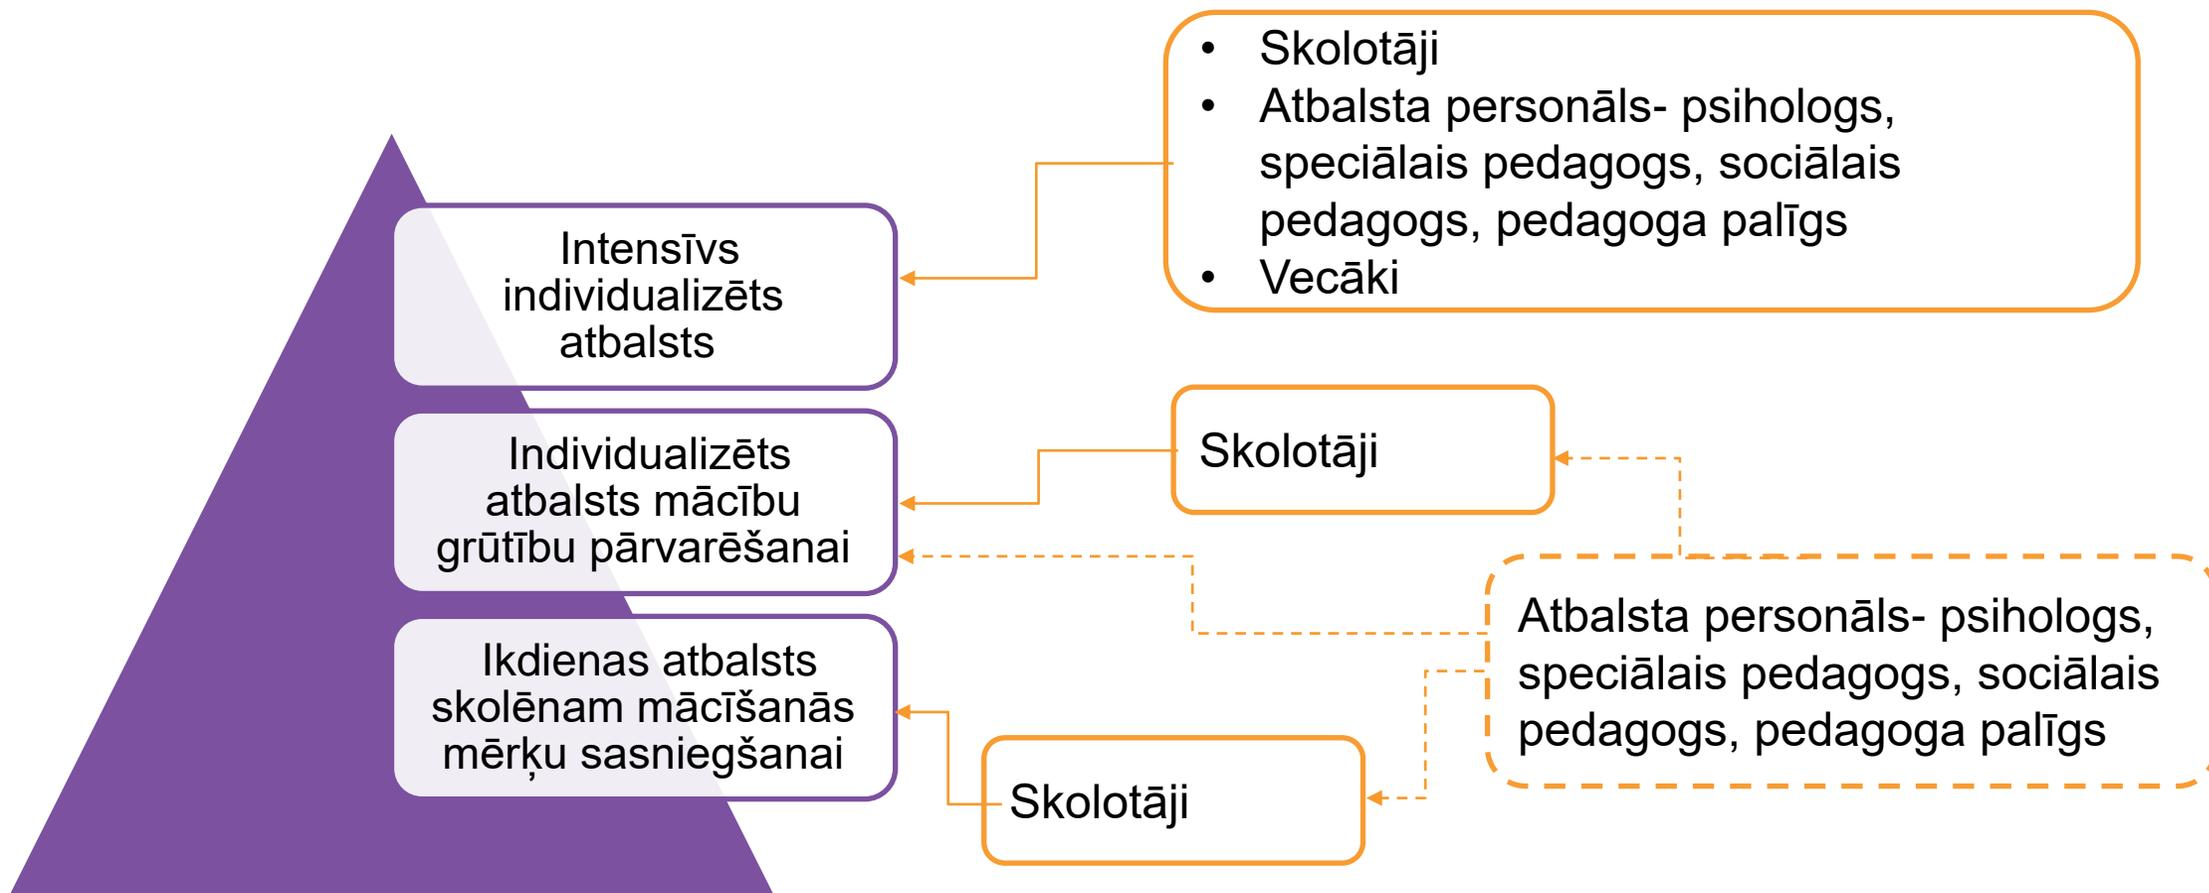 • Skolotāji
• Atbalsta personāls- psihologs,
speciālais pedagogs, sociālais
pedagogs, pedagoga palīgs
• Vecāki
Intensīvs
individualizēts
atbalsts
Individualizēts
atbalsts mācību
grūtību pārvarēšanai
Skolotāji
Ikdienas atbalsts
skolēnam mācīšanās
mērķu sasniegšanai
Skolotāji
Atbalsta personāls- psihologs,
speciālais pedagogs, sociālais
pedagogs, pedagoga palīgs